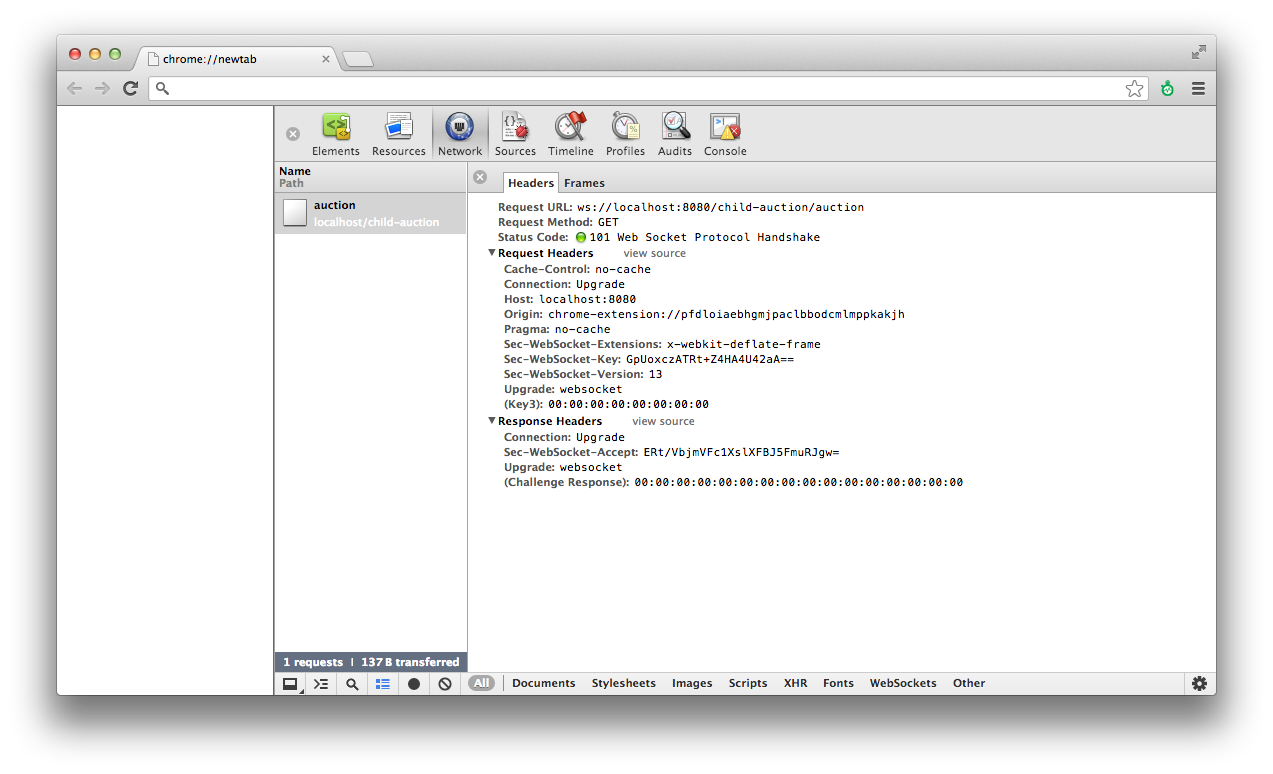 chrome://newtab
Elements Resources Network Sources Timeline Profiles Audits Console
Name
Path
auction
localhost/child-auction
Headers Frames
Request URL: ws://localhost:8080/child-auction/auction
Request Method: GET
Status Code: 101 Web Socket Protocol Handshake
Request Headers view source
Cache-Control: no-cache
Connection: Upgrade
Host: localhost:8080
Origin: chrome-extension://pfdloiaebhgmjpaclbbodcmlmppkakjh
Pragma: no-cache
Sec-WebSocket-Extensions: x-webkit-deflate-frame
Sec-WebSocket-Key: GpUoxczATRt+Z4HA4U42aA==
Sec-WebSocket-Version: 13
Upgrade: websocket
(Key3): 00:00:00:00:00:00:00:00
Response Headers view source
Connection: Upgrade
Sec-WebSocket-Accept: ERt/VbjmVFc1XslXFBJ5FmuRJgw=
Upgrade: websocket
(Challenge Response): 00:00:00:00:00:00:00:00:00:00:00:00:00:00:00:00
1 requests | 137 B transferred
All Documents Stylesheets Images Scripts XHR Fonts WebSockets Other